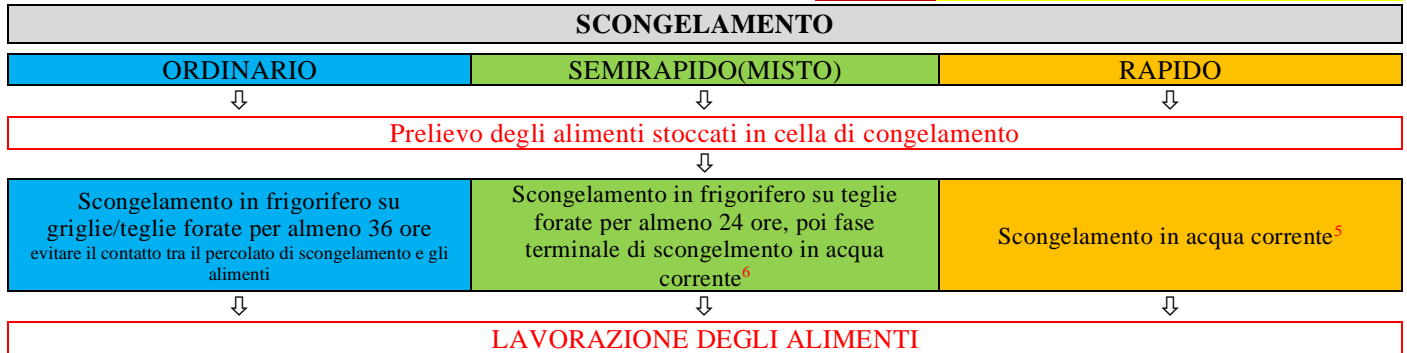 SCONGELAMENTO
ORDINARIO
SEMIRAPIDO(MISTO)
RAPIDO
⇩ ⇩ ⇩
Prelievo degli alimenti stoccati in cella di congelamento
⇩
Scongelamento in frigorifero su
griglie/teglie forate per almeno 36 ore
evitare il contatto tra il percolato di scongelamento e gli
alimenti
Scongelamento in frigorifero su teglie
forate per almeno 24 ore, poi fase
terminale di scongelmento in acqua
corrente⁶
Scongelamento in acqua corrente⁵
⇩ ⇩ ⇩
LAVORAZIONE DEGLI ALIMENTI